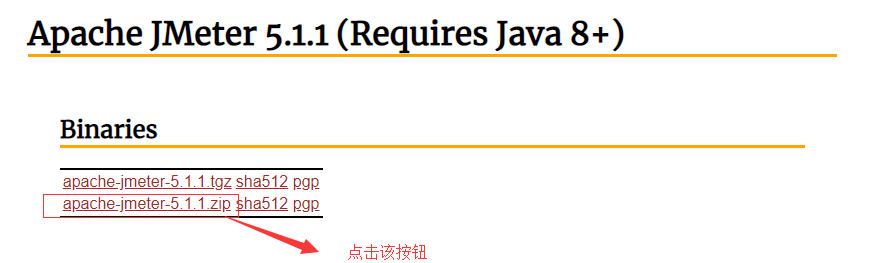 Apache JMeter 5.1.1 (Requires Java 8+)
Binaries
apache-jmeter-5.1.1.tgz sha512 pgp
apache-jmeter-5.1.1.zip sha512 pgp
点击该按钮